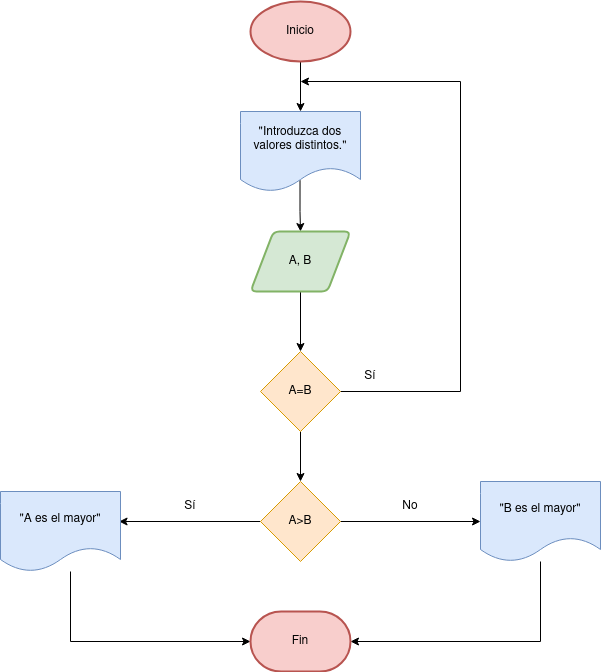 Inicio
"Introduzca dos
valores distintos."
A, B
Sí
A=B
Sí
No
"A es el mayor"
A>B
"B es el mayor"
Fin